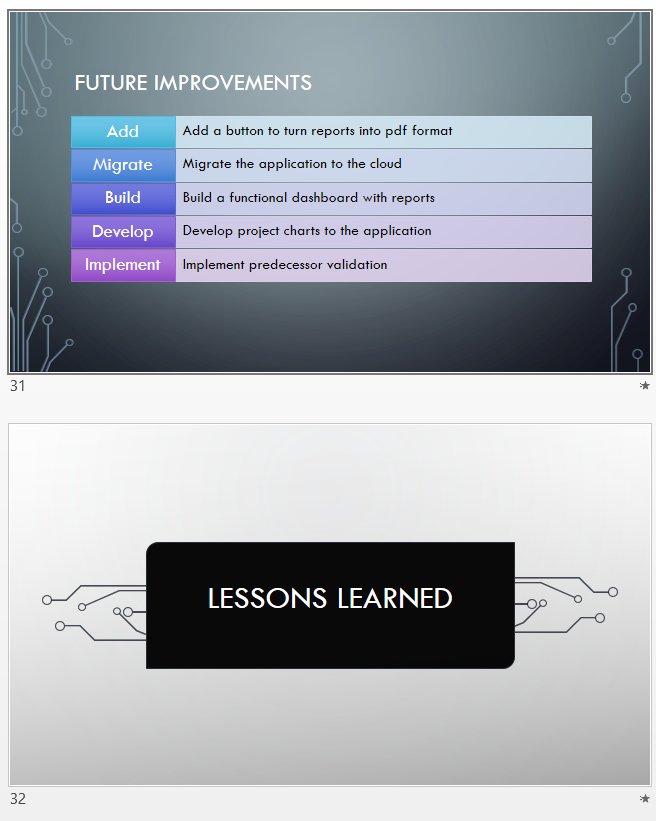 FUTURE IMPROVEMENTS
Add Add a button to turn reports into pdf format
Migrate Migrate the application to the cloud
Build Build a functional dashboard with reports
Develop Develop project charts to the application
Implement Implement predecessor validation
31
LESSONS LEARNED
32